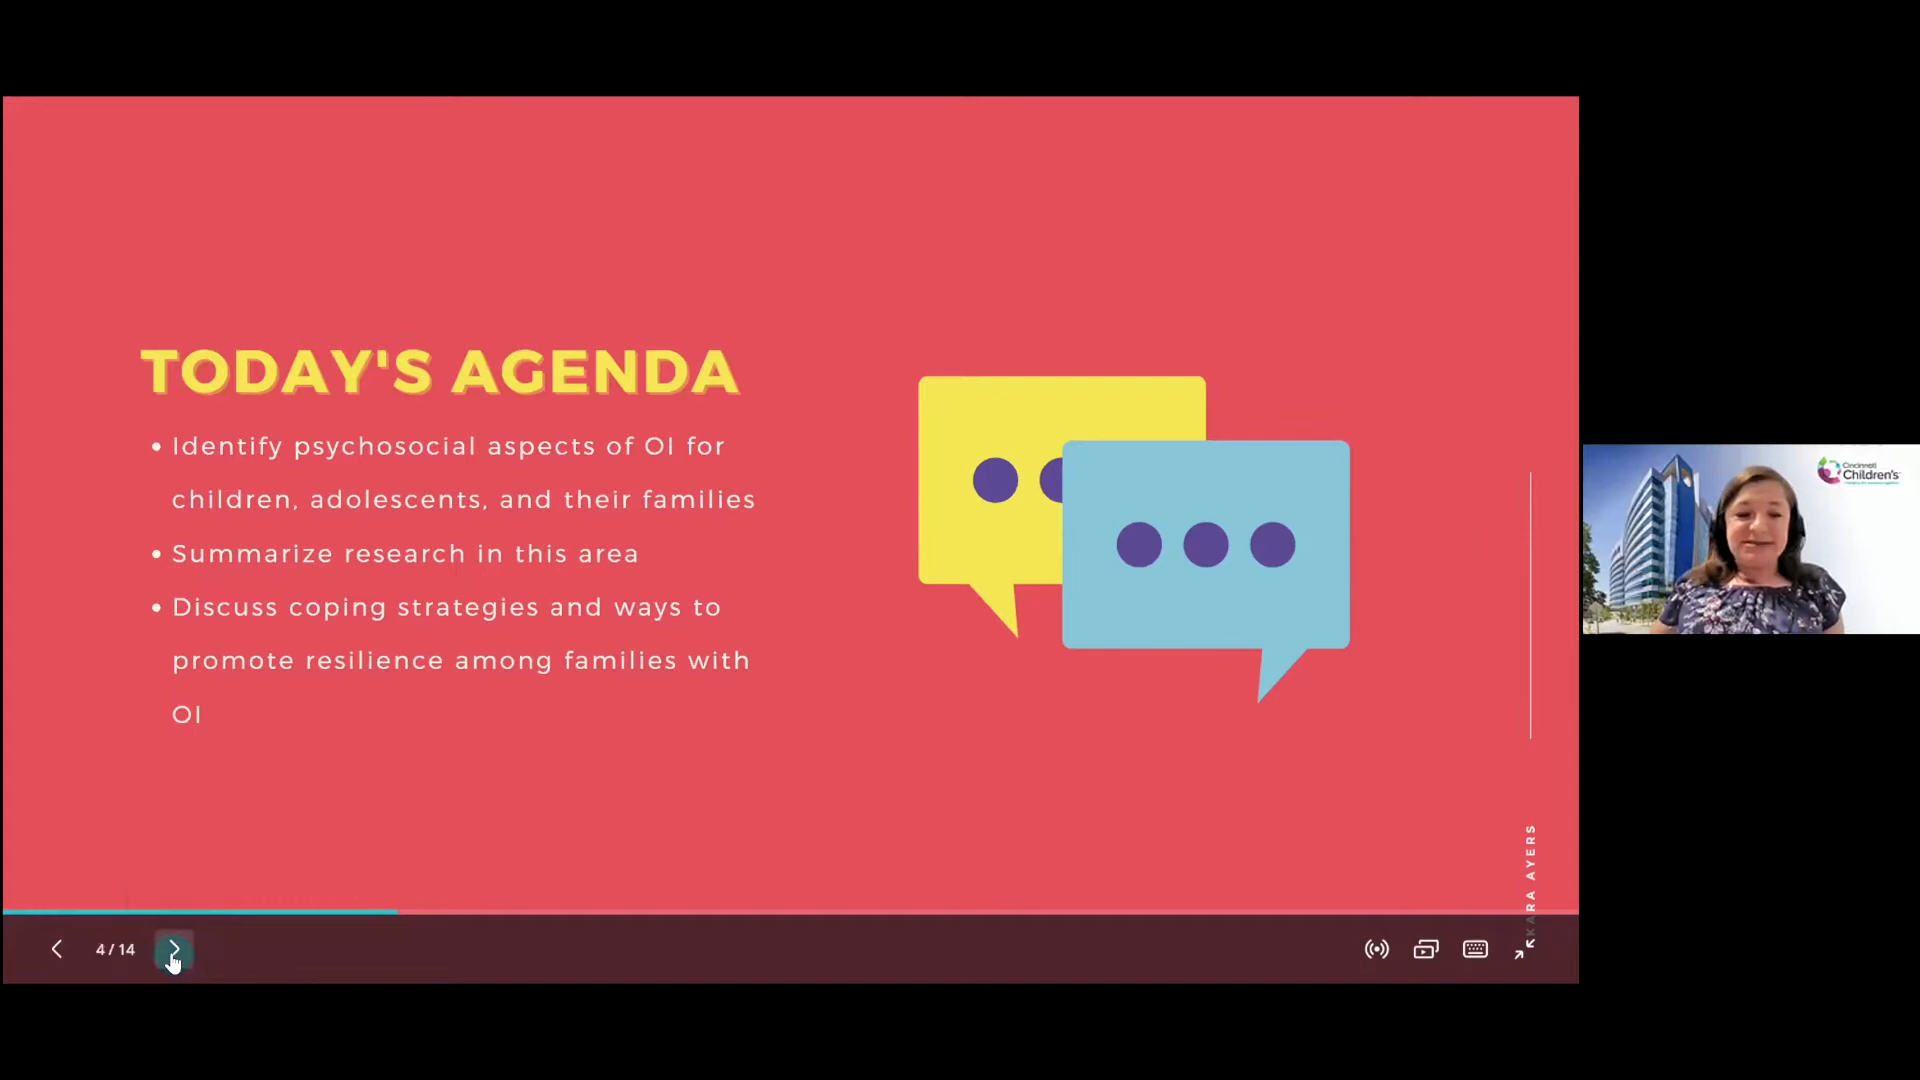 TODAY'S AGENDA
• Identify psychosocial aspects of OI for
children, adolescents, and their families
• Summarize research in this area
• Discuss coping strategies and ways to
promote resilience among families with
OI
KARA AYERS
4 / 14
Cincinnati
Children's